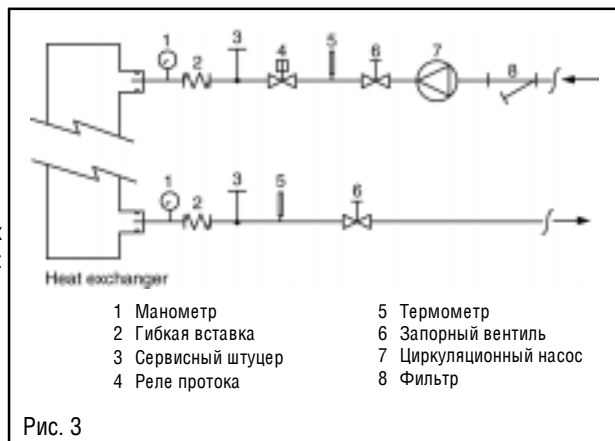 3 4 5 6 7
1 2 8
1 3 5 6
2
Heat exchanger
1 Манометр
2 Гибкая вставка
3 Сервисный штуцер
4 Реле протока
5 Термометр
6 Запорный вентиль
7 Циркуляционный насос
8 Фильтр
Рис. 3